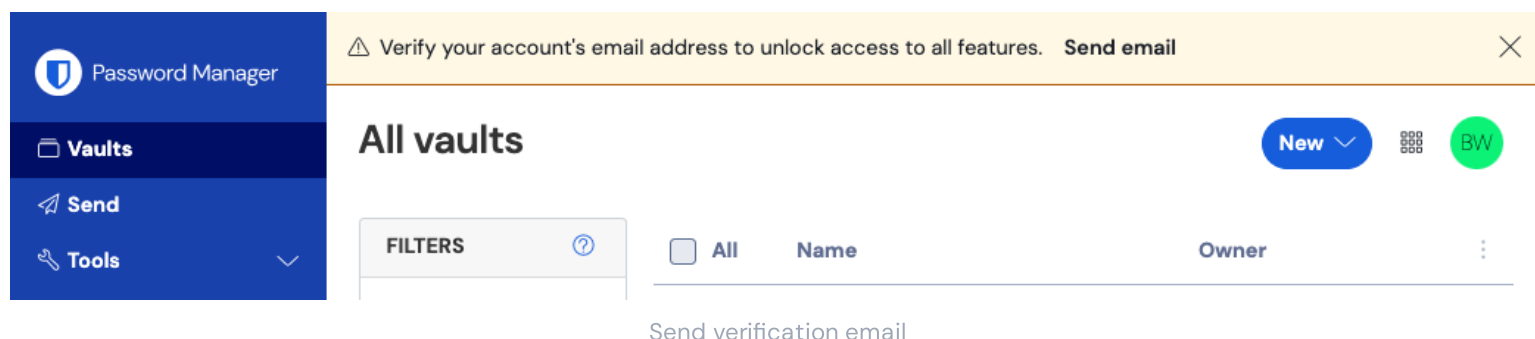 Verify your account's email address to unlock access to all features. Send email
Password Manager
All vaults
New
BW
Vaults
Send
Tools
FILTERS
All Name Owner
Send verification email